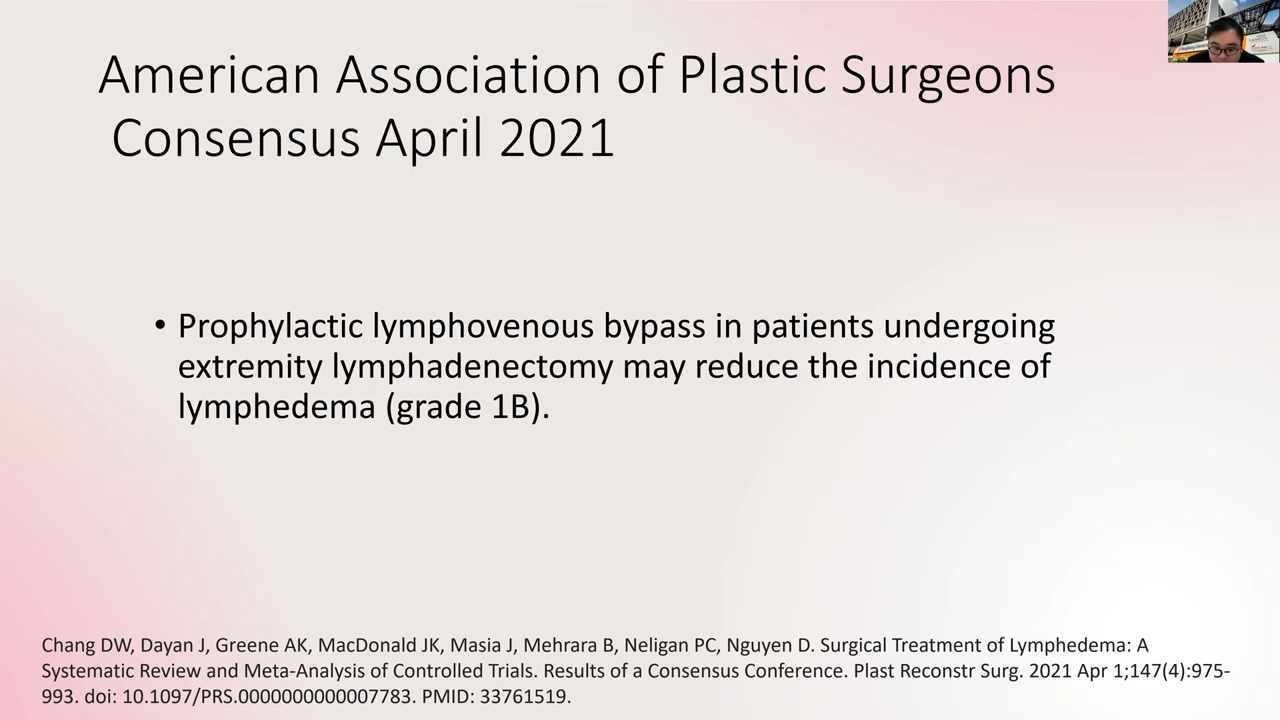 American Association of Plastic Surgeons
Consensus April 2021
• Prophylactic lymphovenous bypass in patients undergoing
extremity lymphadenectomy may reduce the incidence of
lymphedema (grade 1B).
Chang DW, Dayan J, Greene AK, MacDonald JK, Masia J, Mehrara B, Neligan PC, Nguyen D. Surgical Treatment of Lymphedema: A
Systematic Review and Meta-Analysis of Controlled Trials. Results of a Consensus Conference. Plast Reconstr Surg. 2021 Apr 1;147(4):975-
993. doi: 10.1097/PRS.0000000000007783. PMID: 33761519.